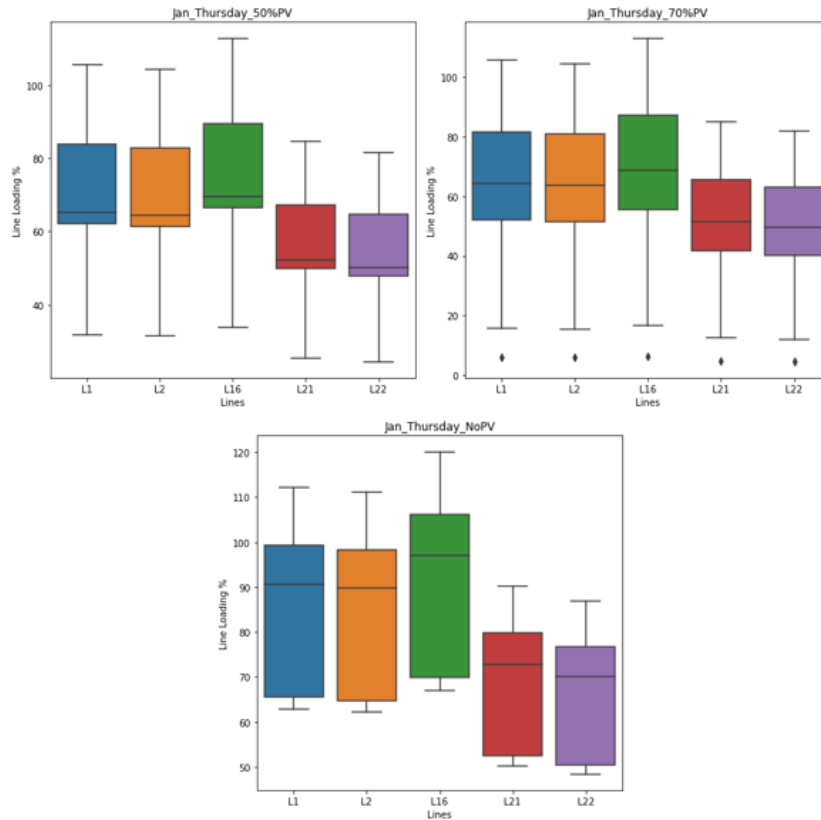 Jan_Thursday_50%PV
Line Loading %
100
80
60
40
L1 L2 L16 L21 L22
Lines
Jan_Thursday_70%PV
Line Loading %
100
80
60
40
20
0
L1 L2 L16 L21 L22
Lines
Jan_Thursday_NoPV
Line Loading %
120
110
100
90
80
70
60
50
L1 L2 L16 L21 L22
Lines